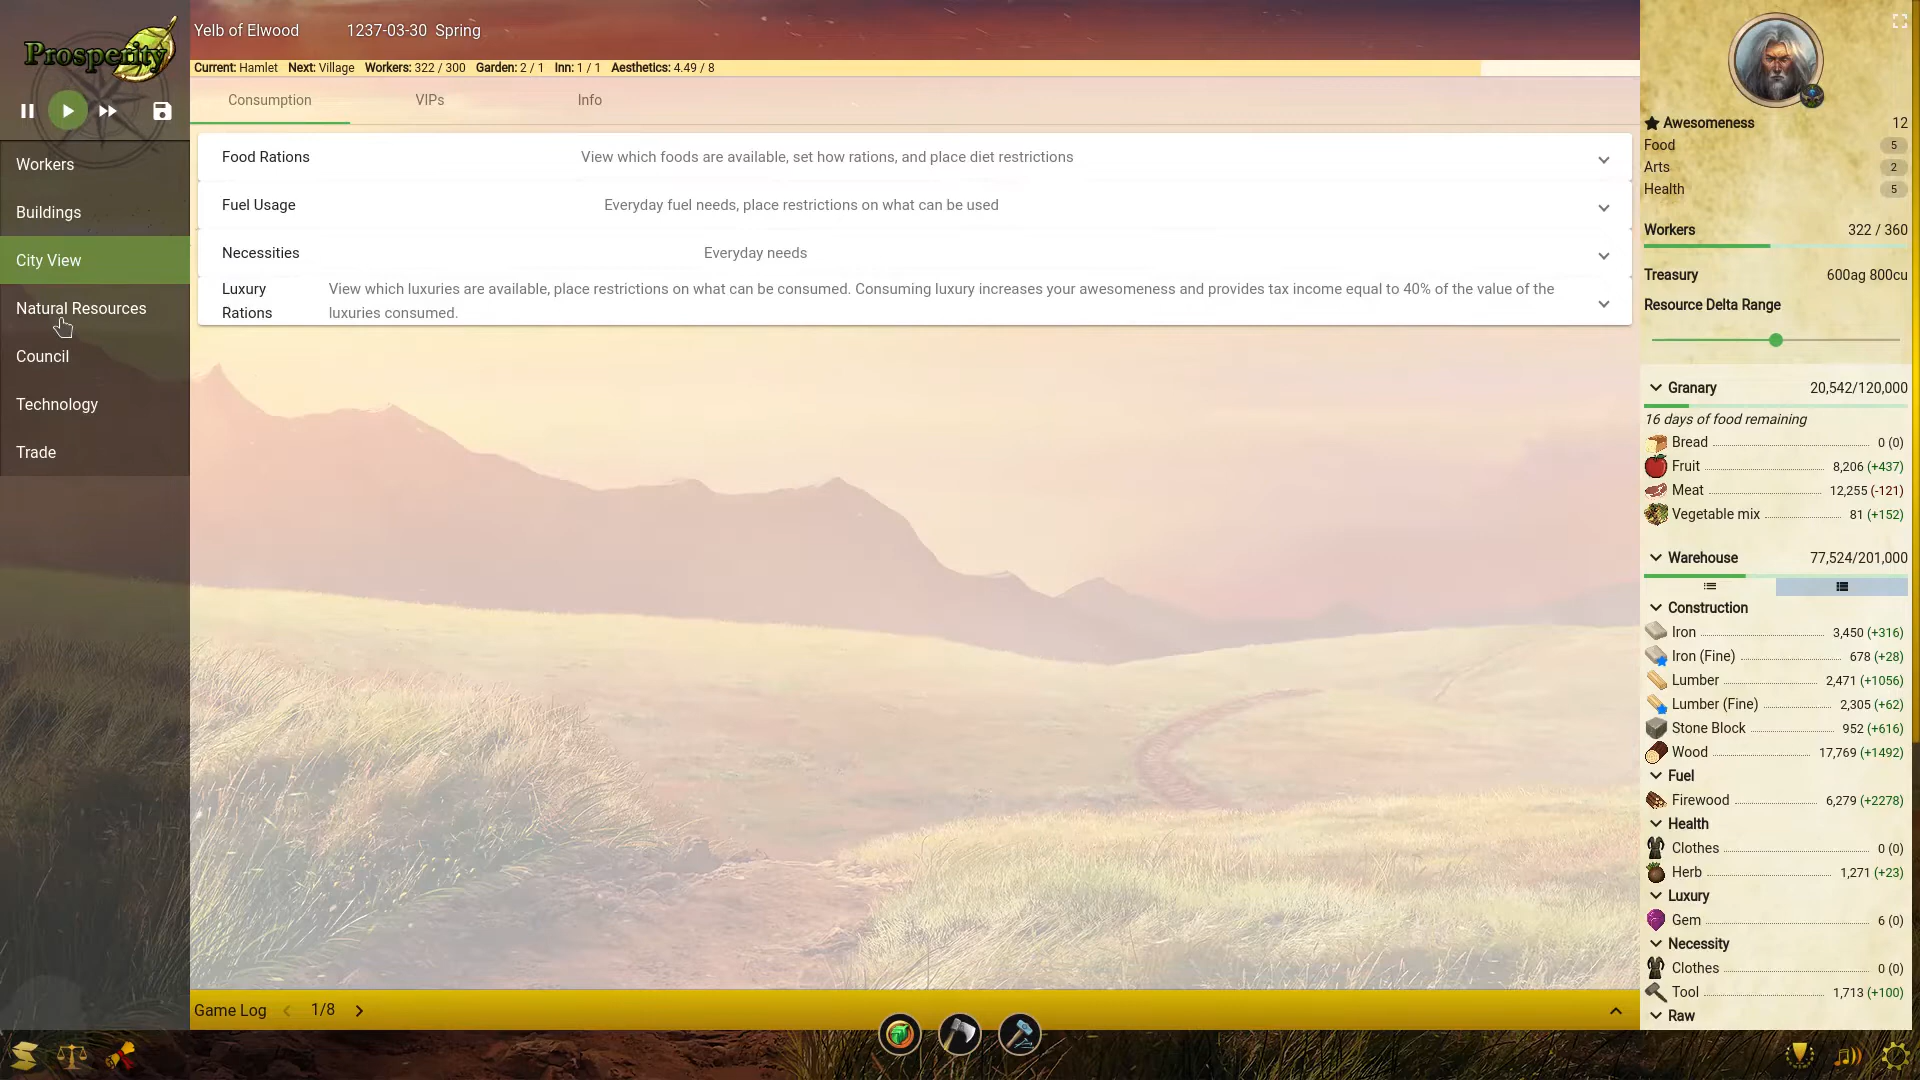 Prosperity
Yelb of Elwood 1237-03-30 Spring
Current: Hamlet Next: Village Workers: 322 / 300 Garden: 2 / 1 Inn: 1 / 1 Aesthetics: 4.49 / 8
Consumption VIPs Info
Workers
Buildings
City View
Natural Resources
Council
Technology
Trade
Food Rations View which foods are available, set how rations, and place diet restrictions
Fuel Usage Everyday fuel needs, place restrictions on what can be used
Necessities Everyday needs
Luxury Rations
View which luxuries are available, place restrictions on what can be consumed. Consuming luxury increases your awesomeness and provides tax income equal to 40% of the value of the
luxuries consumed.
Game Log 1/8
Awesomeness 12
Food 5
Arts 2
Health 5
Workers 322 / 360
Treasury 600ag 800cu
Resource Delta Range
Granary 20,542/120,000
16 days of food remaining
Bread 0 (0)
Fruit 8,206 (+437)
Meat 12,255 (-121)
Vegetable mix 81 (+152)
Warehouse 77,524/201,000
Construction
Iron 3,450 (+316)
Iron (Fine) 678 (+28)
Lumber 2,471 (+1056)
Lumber (Fine) 2,305 (+62)
Stone Block 952 (+616)
Wood 17,769 (+1492)
Fuel
Firewood 6,279 (+2278)
Health
Clothes 0 (0)
Herb 1,271 (+23)
Luxury
Gem 6 (0)
Necessity
Clothes 0 (0)
Tool 1,713 (+100)
Raw